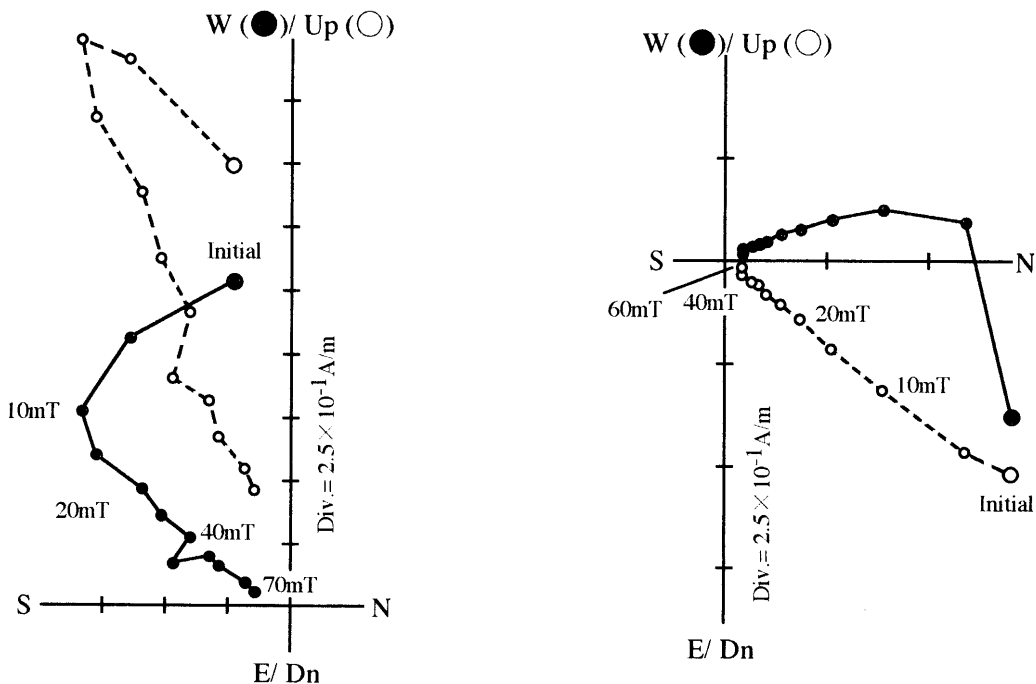 W (●)/ Up (○)
Initial
10mT
20mT
40mT
70mT
Div.= 2.5×10⁻¹A/m
S
N
E/ Dn
W (●)/ Up (○)
S
N
60mT
40mT
20mT
10mT
Initial
Div.= 2.5×10⁻¹A/m
E/ Dn